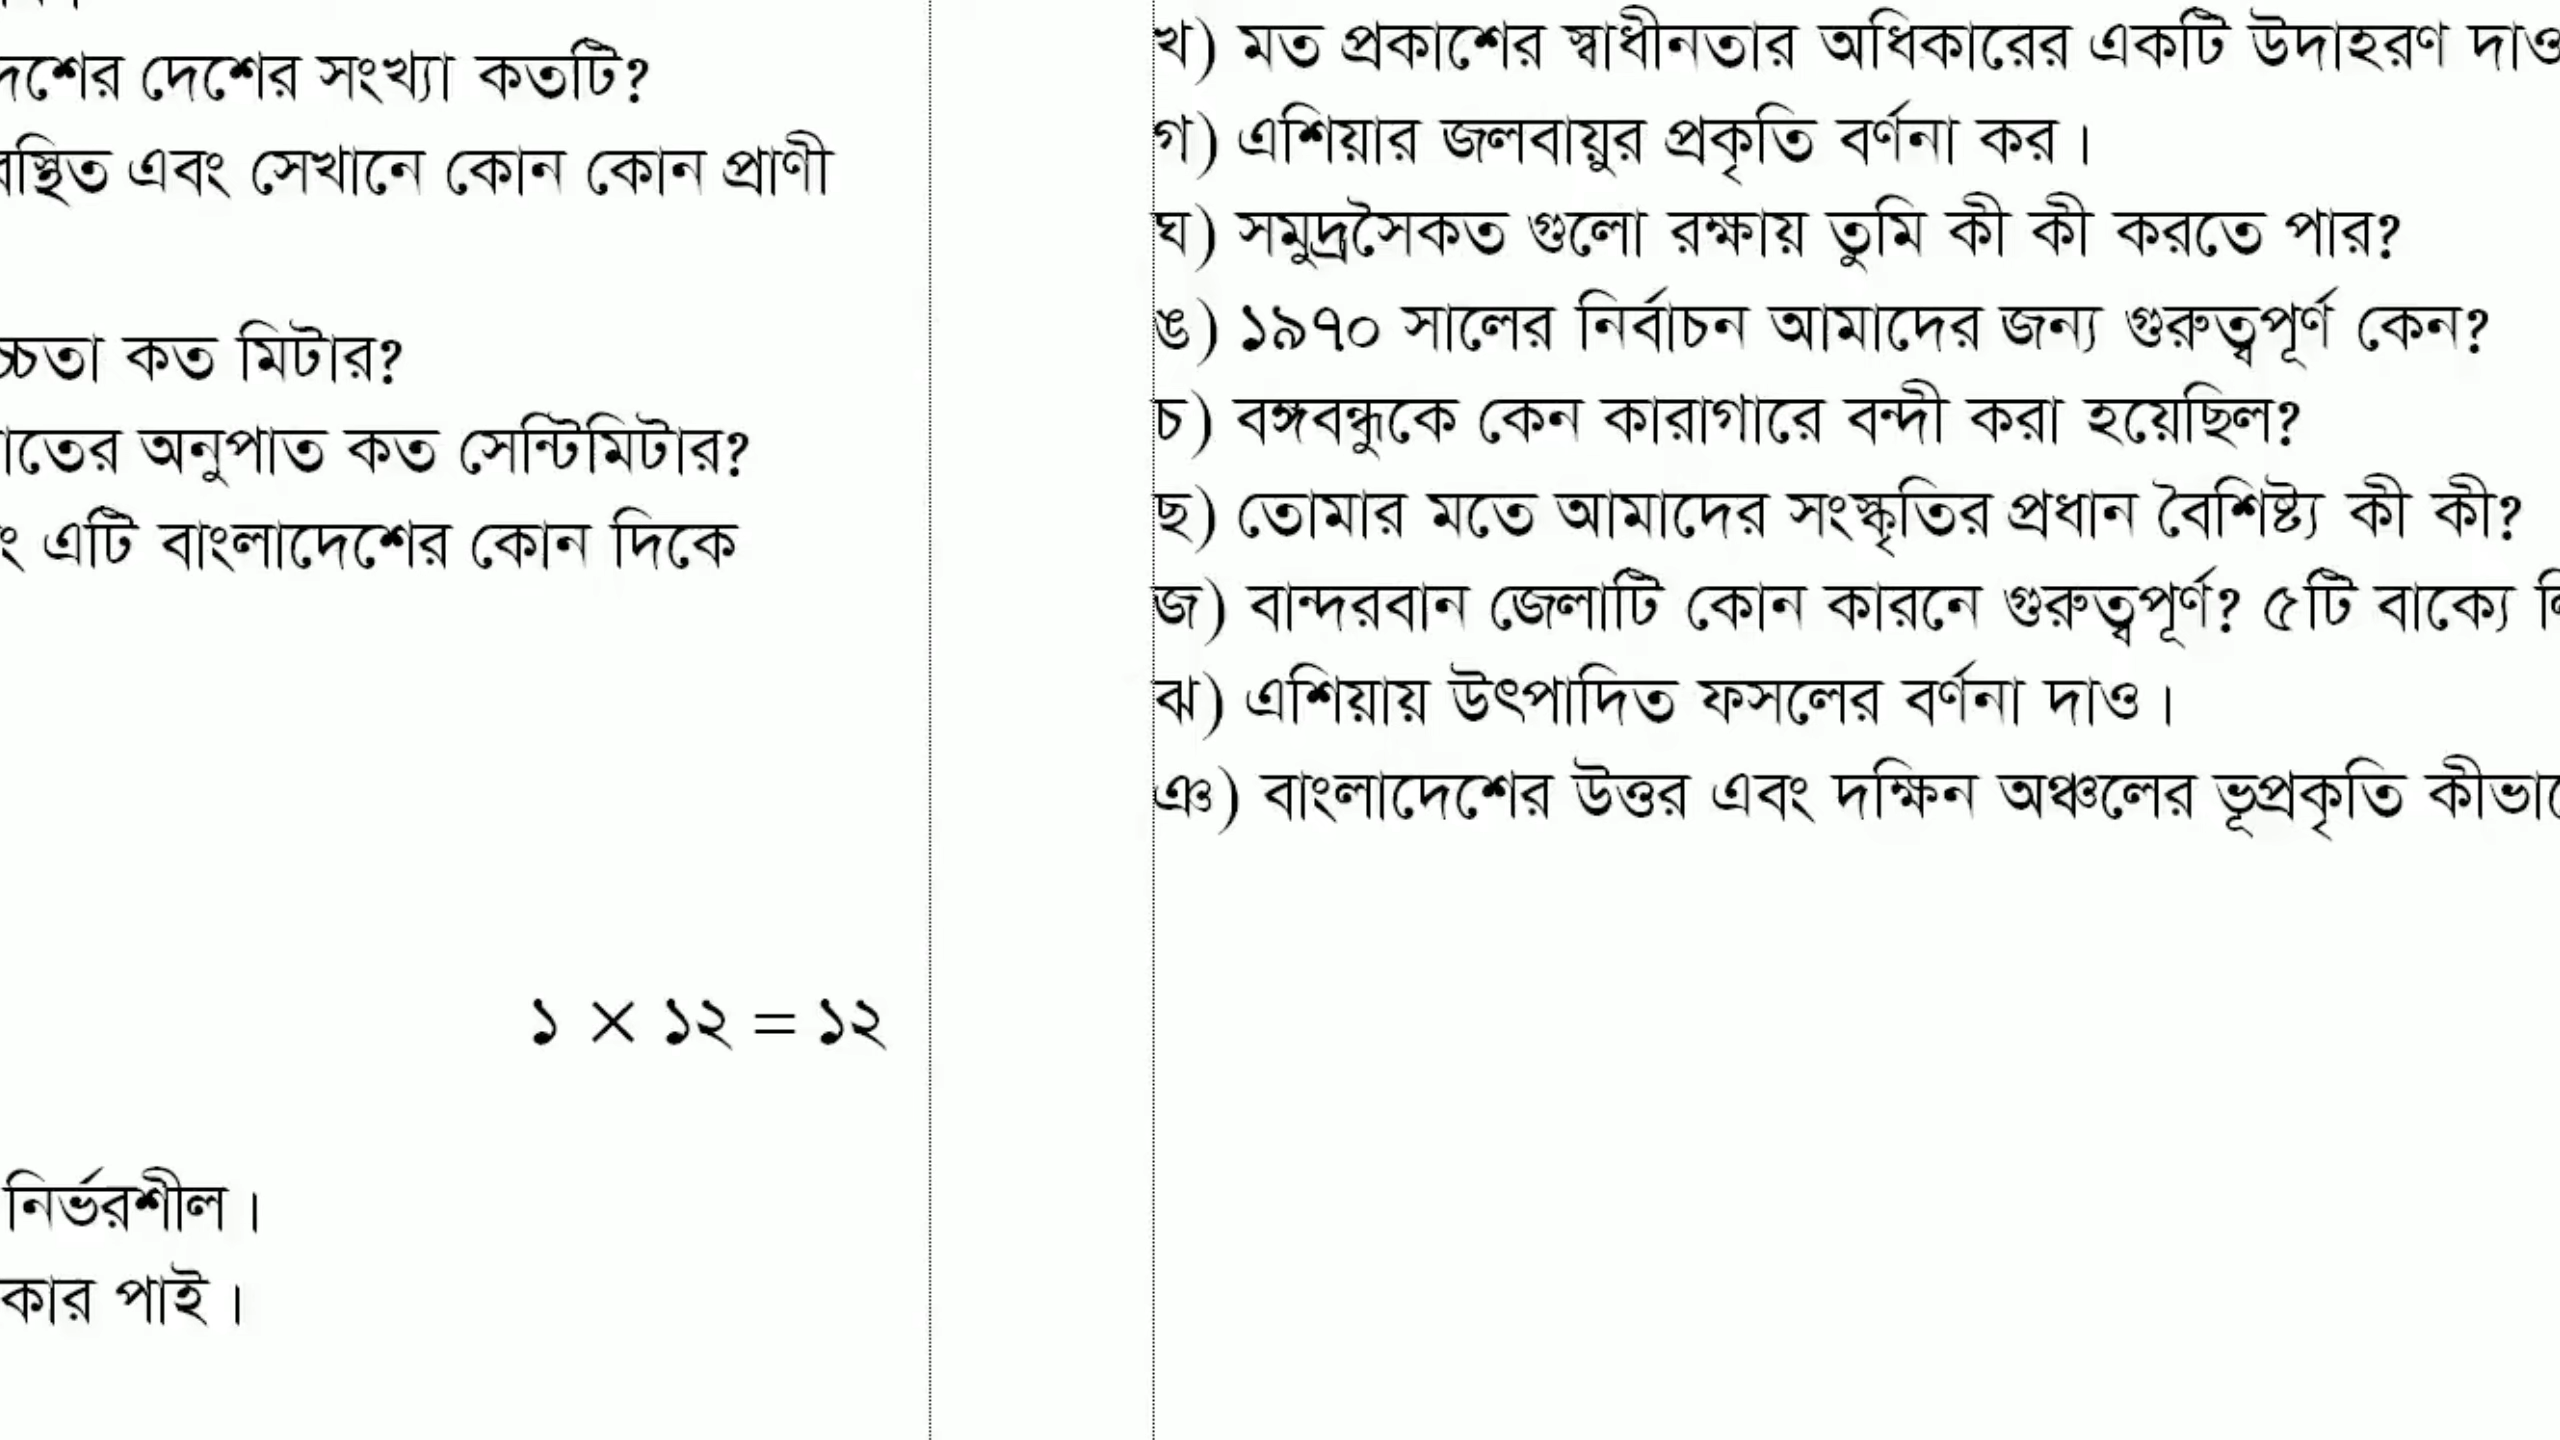 দেশের সংখ্যা কতটি?
এবং সেখানে কোন কোন প্রাণী
কত মিটার?
অনুপাত কত সেন্টিমিটার?
এটি বাংলাদেশের কোন দিকে
১ × ১২ = ১২
নির্ভরশীল।
পাই।
খ) মত প্রকাশের স্বাধীনতার অধিকারের একটি উদাহরণ দাও
গ) এশিয়ার জলবায়ুর প্রকৃতি বর্ণনা কর।
ঘ) সমুদ্রসৈকত গুলো রক্ষায় তুমি কী কী করতে পার?
ঙ) ১৯৭০ সালের নির্বাচন আমাদের জন্য গুরুত্বপূর্ণ কেন?
চ) বঙ্গবন্ধুকে কেন কারাগারে বন্দী করা হয়েছিল?
ছ) তোমার মতে আমাদের সংস্কৃতির প্রধান বৈশিষ্ট্য কী কী?
জ) বান্দরবান জেলাটি কোন কারনে গুরুত্বপূর্ণ? ৫টি বাক্যে
ঝ) এশিয়ায় উৎপাদিত ফসলের বর্ণনা দাও।
ঞ) বাংলাদেশের উত্তর এবং দক্ষিন অঞ্চলের ভূপ্রকৃতি